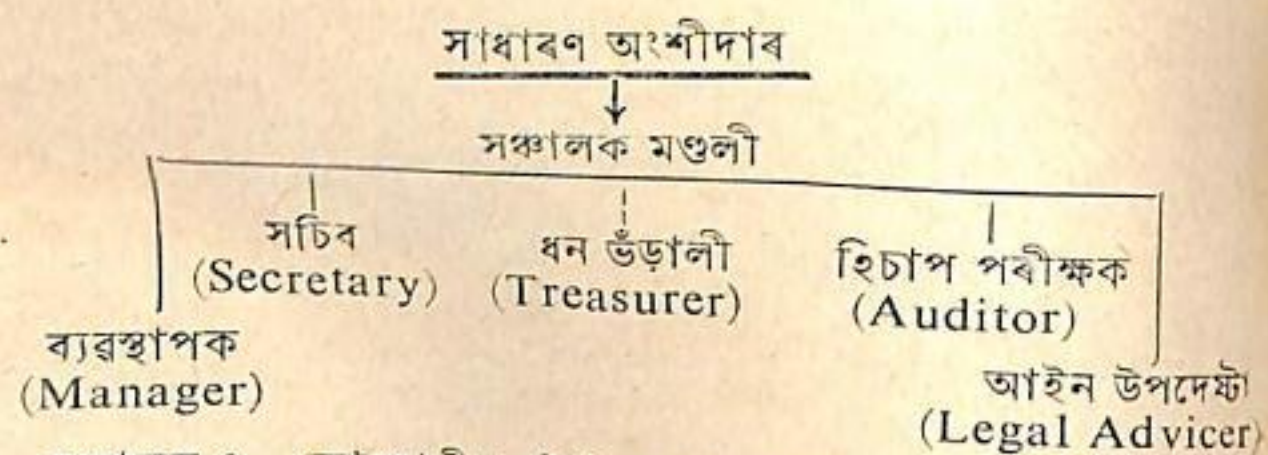 সাধাৰণ অংশীদাৰ
সঞ্চালক মণ্ডলী
সচিব
(Secretary)
ধন ভঁড়ালী
(Treasurer)
হিচাপ পৰীক্ষক
(Auditor)
ব্যৱস্থাপক
(Manager)
আইন উপদেষ্টা
(Legal Advicer)